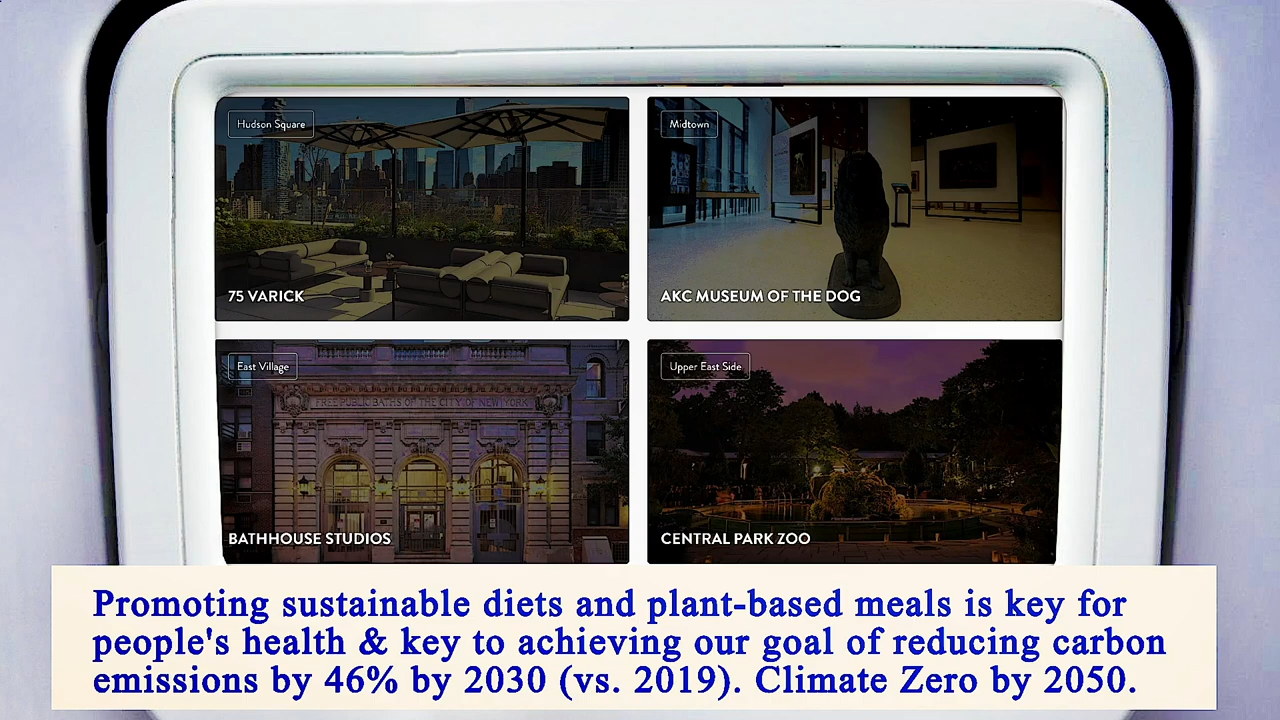 Hudson Square
75 VARICK
Midtown
AKC MUSEUM OF THE DOG
East Village
FREE PUBLIC BATHS OF THE CITY OF NEW YORK
BATHHOUSE STUDIOS
Upper East Side
CENTRAL PARK ZOO
Promoting sustainable diets and plant-based meals is key for
people's health & key to achieving our goal of reducing carbon
emissions by 46% by 2030 (vs. 2019). Climate Zero by 2050.